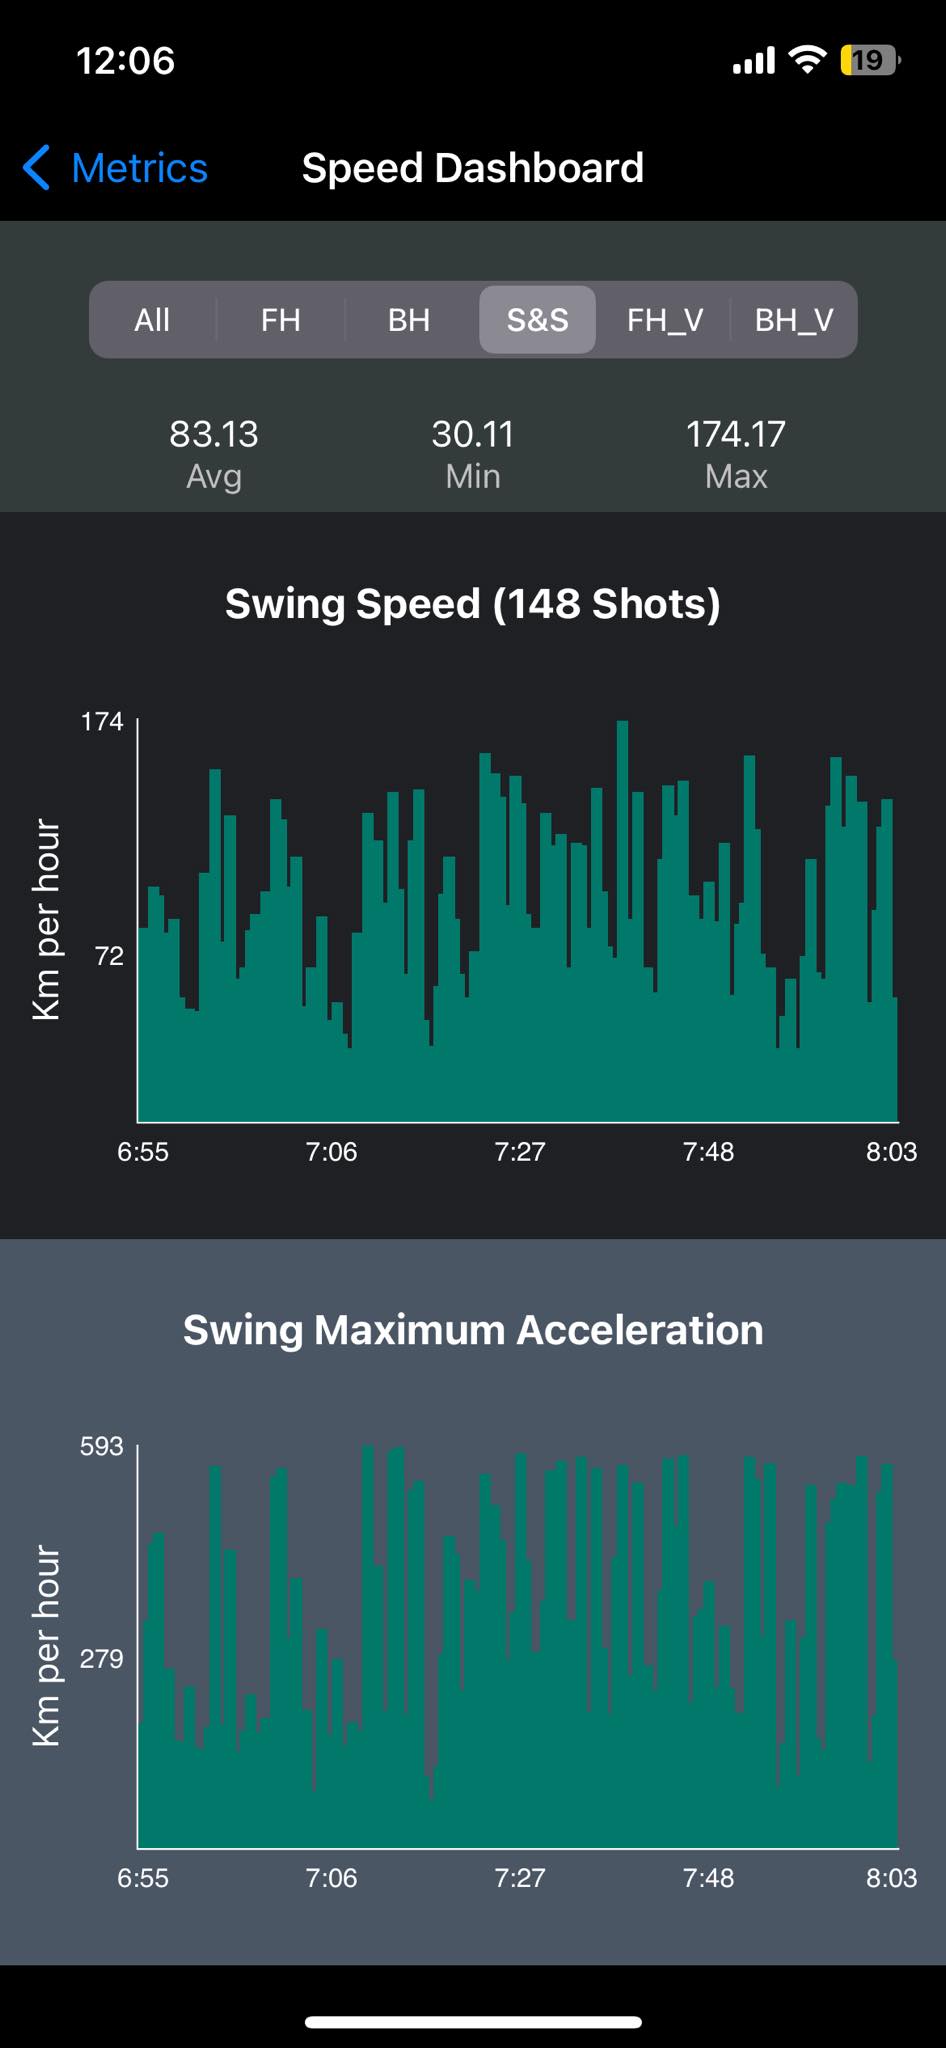 12:06
19
Metrics
Speed Dashboard
All FH BH S&S FH_V BH_V
83.13 30.11 174.17
Avg Min Max
Swing Speed (148 Shots)
174
Km per hour
72
6:55 7:06 7:27 7:48 8:03
Swing Maximum Acceleration
593
Km per hour
279
6:55 7:06 7:27 7:48 8:03